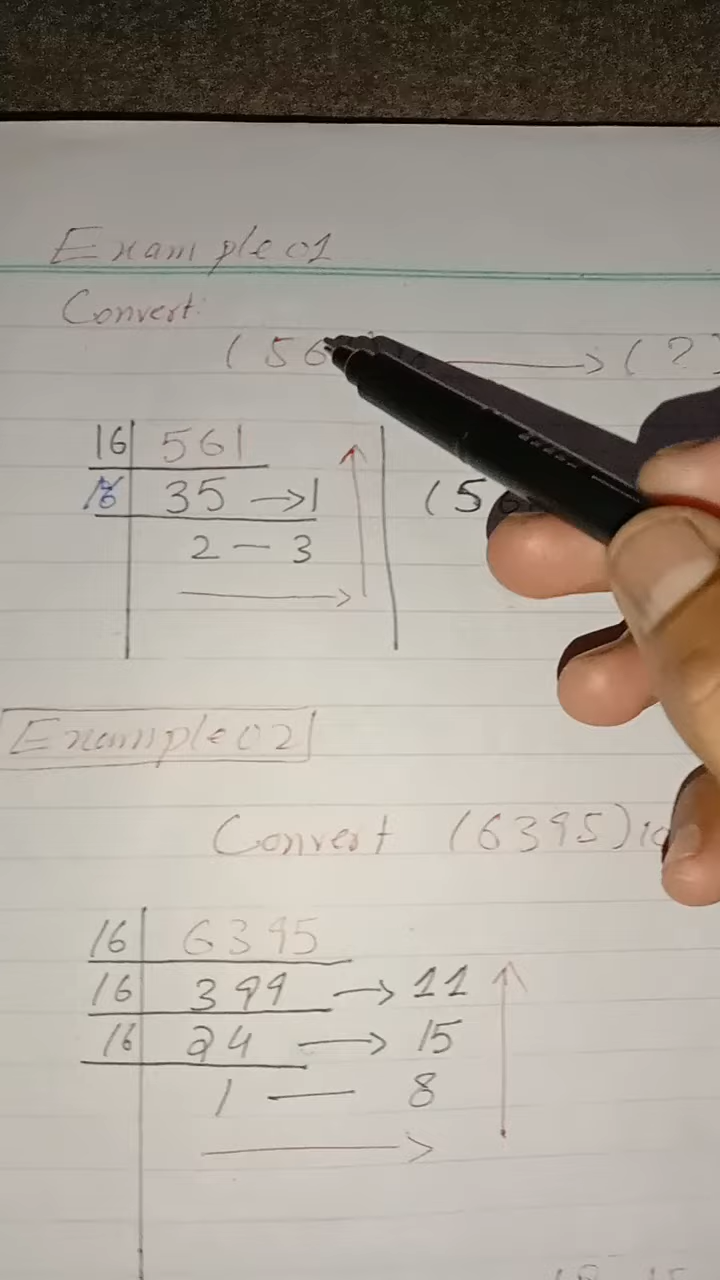 Example 01
Convert:
(56 → (?)
16 561
16 35 → 1
(5
2 — 3
Example 02
Convert (6395)10
16 6395
16 399 → 11
16 24 → 15
1 — 8